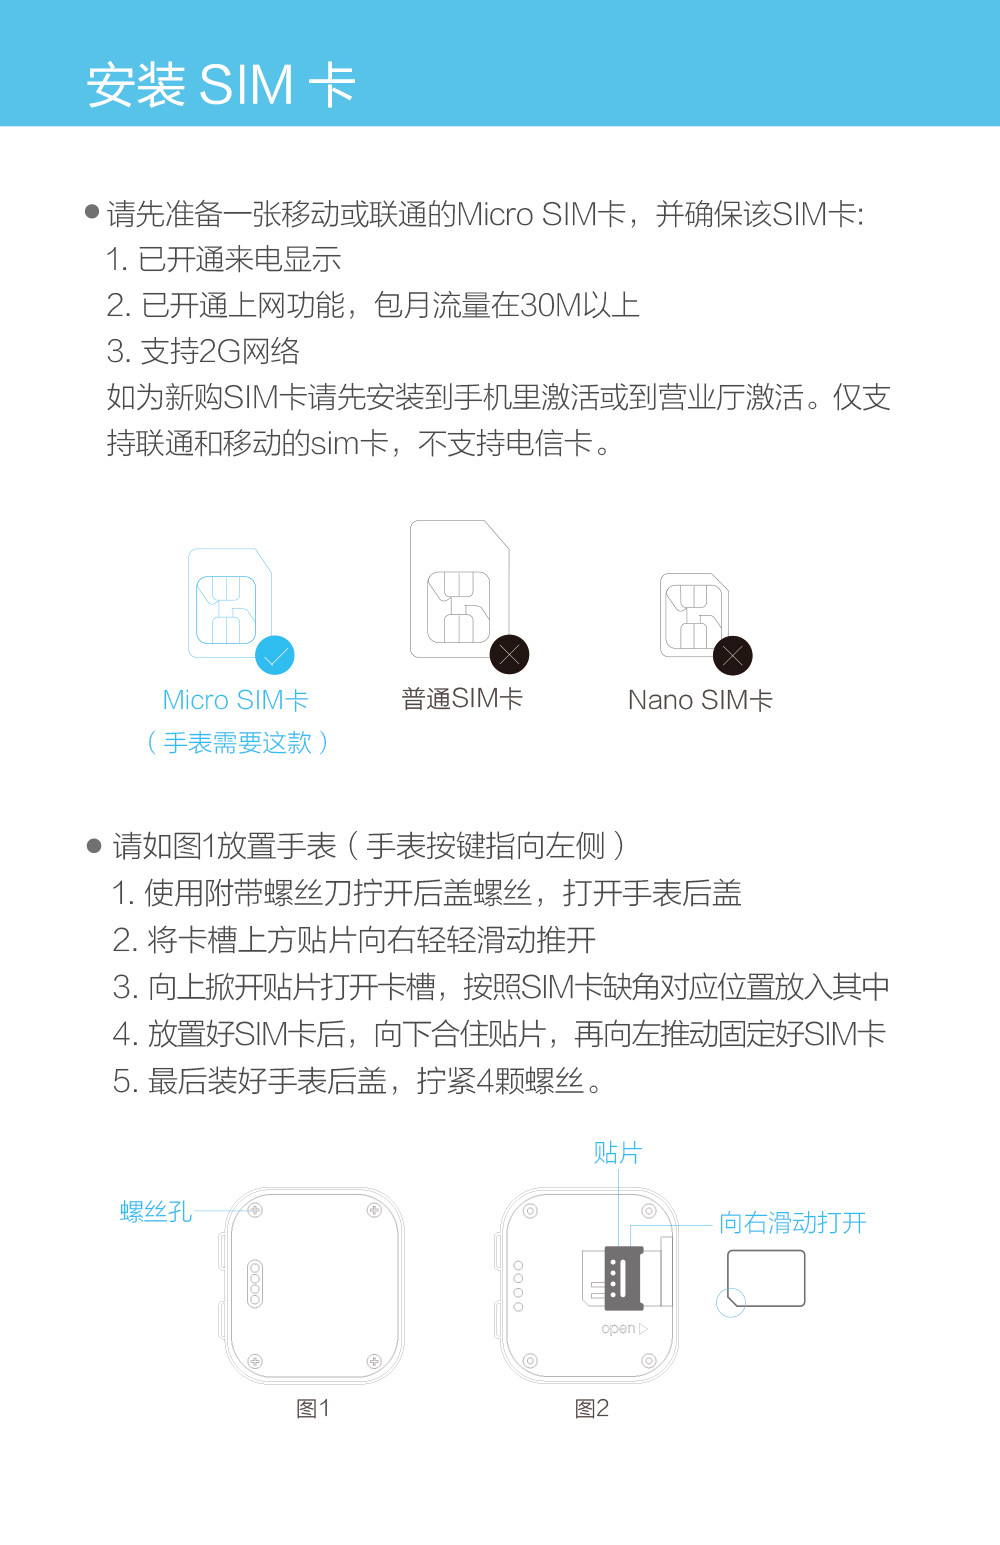 安装 SIM 卡
● 请先准备一张移动或联通的Micro SIM卡，并确保该SIM卡:
1. 已开通来电显示
2. 已开通上网功能，包月流量在30M以上
3. 支持2G网络
如为新购SIM卡请先安装到手机里激活或到营业厅激活。仅支
持联通和移动的sim卡，不支持电信卡。
Micro SIM卡
（手表需要这款）
普通SIM卡
Nano SIM卡
● 请如图1放置手表（手表按键指向左侧）
1. 使用附带螺丝刀拧开后盖螺丝，打开手表后盖
2. 将卡槽上方贴片向右轻轻滑动推开
3. 向上掀开贴片打开卡槽，按照SIM卡缺角对应位置放入其中
4. 放置好SIM卡后，向下合住贴片，再向左推动固定好SIM卡
5. 最后装好手表后盖，拧紧4颗螺丝。
螺丝孔
贴片
向右滑动打开
open
图1
图2